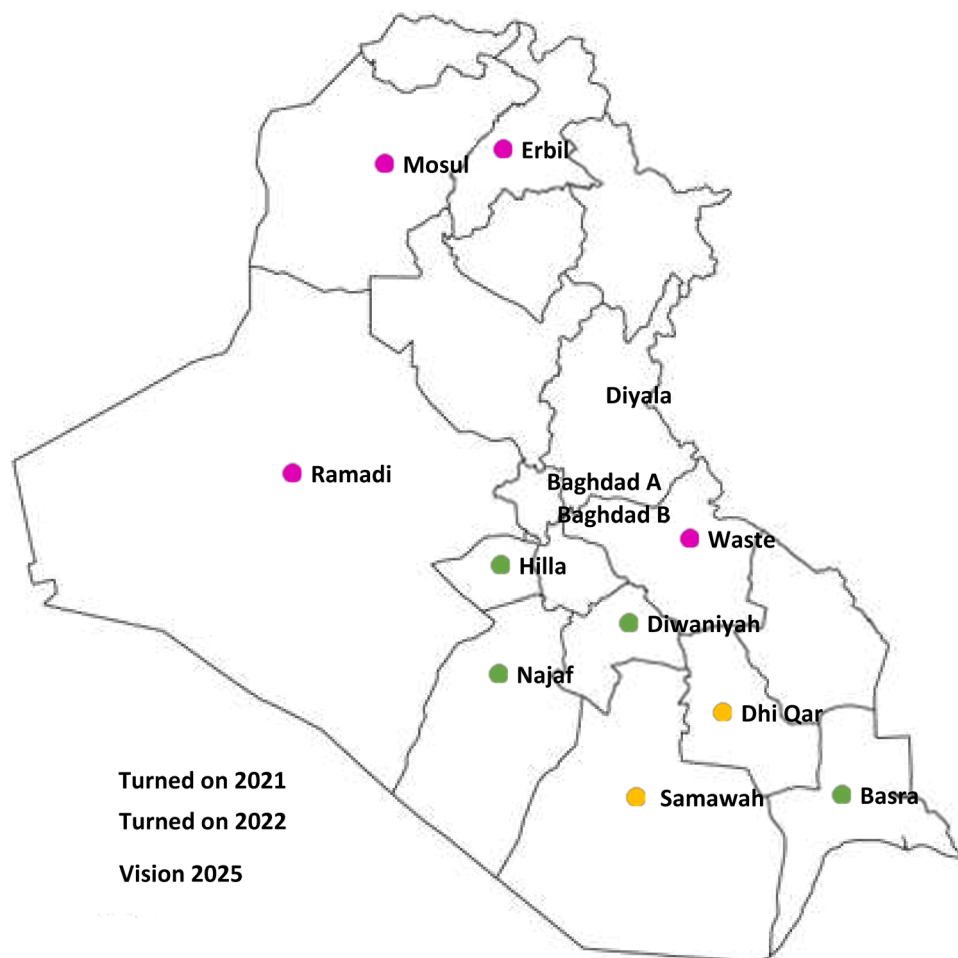 Erbil
Mosul
Diyala
Ramadi
Baghdad A
Baghdad B
Waste
Hilla
Diwaniyah
Najaf
Dhi Qar
Turned on 2021
Samawah
Basra
Turned on 2022
Vision 2025